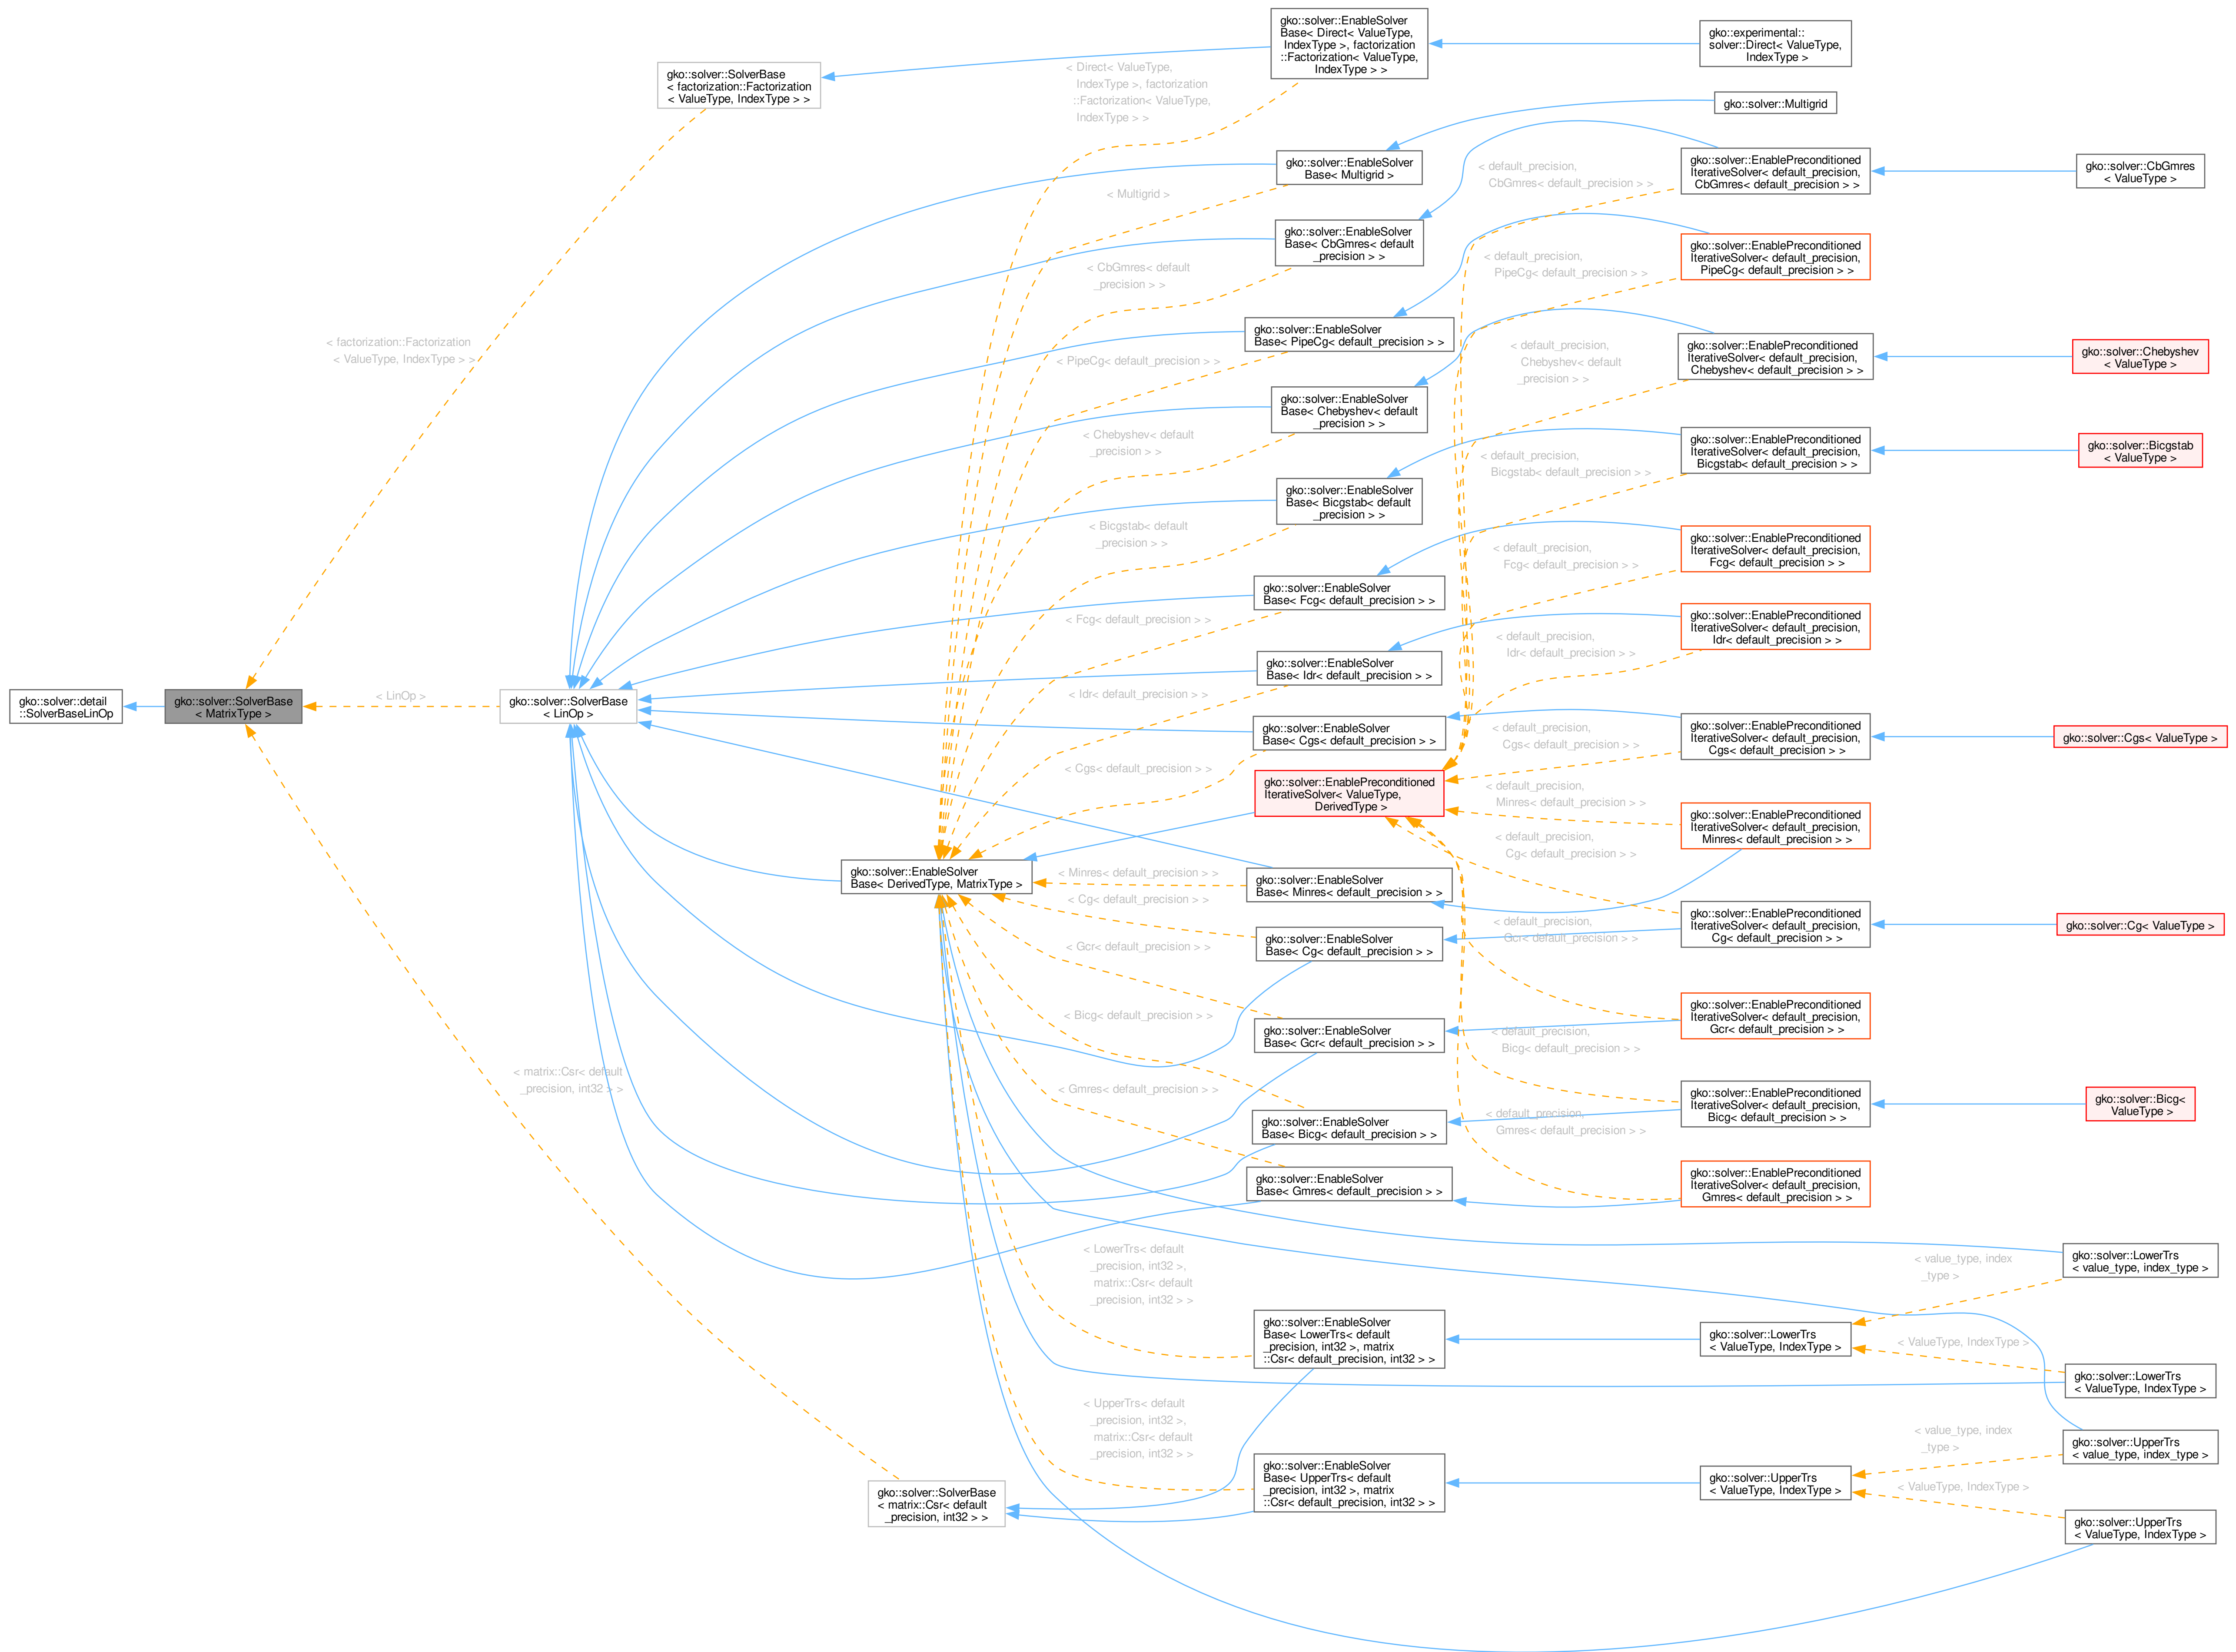 gko::solver::detail
::SolverBaseLinOp
gko::solver::SolverBase
< MatrixType >
< factorization::Factorization
< ValueType, IndexType > >
< LinOp >
< matrix::Csr< default
_precision, int32 > >
gko::solver::SolverBase
< LinOp >
gko::solver::SolverBase
< factorization::Factorization
< ValueType, IndexType > >
gko::solver::EnableSolver
Base< DerivedType, MatrixType >
gko::solver::SolverBase
< matrix::Csr< default
_precision, int32 > >
< Direct< ValueType,
IndexType >, factorization
::Factorization< ValueType,
IndexType > >
< Multigrid >
< CbGmres< default
_precision > >
< PipeCg< default_precision > >
< Chebyshev< default
_precision > >
< Bicgstab< default
_precision > >
< Fcg< default_precision > >
< Idr< default_precision > >
< Cgs< default_precision > >
< Minres< default_precision > >
< Cg< default_precision > >
< Gcr< default_precision > >
< Bicg< default_precision > >
< Gmres< default_precision > >
< LowerTrs< default
_precision, int32 >,
matrix::Csr< default
_precision, int32 > >
< UpperTrs< default
_precision, int32 >,
matrix::Csr< default
_precision, int32 > >
gko::solver::EnableSolver
Base< Direct< ValueType,
IndexType >, factorization
::Factorization< ValueType,
IndexType > >
gko::solver::EnableSolver
Base< Multigrid >
gko::solver::EnableSolver
Base< CbGmres< default
_precision > >
gko::solver::EnableSolver
Base< PipeCg< default_precision > >
gko::solver::EnableSolver
Base< Chebyshev< default
_precision > >
gko::solver::EnableSolver
Base< Bicgstab< default
_precision > >
gko::solver::EnableSolver
Base< Fcg< default_precision > >
gko::solver::EnableSolver
Base< Idr< default_precision > >
gko::solver::EnableSolver
Base< Cgs< default_precision > >
gko::solver::EnablePreconditioned
IterativeSolver< ValueType,
DerivedType >
gko::solver::EnableSolver
Base< Minres< default_precision > >
gko::solver::EnableSolver
Base< Cg< default_precision > >
gko::solver::EnableSolver
Base< Gcr< default_precision > >
gko::solver::EnableSolver
Base< Bicg< default_precision > >
gko::solver::EnableSolver
Base< Gmres< default_precision > >
gko::solver::EnableSolver
Base< LowerTrs< default
_precision, int32 >, matrix
::Csr< default_precision, int32 > >
gko::solver::EnableSolver
Base< UpperTrs< default
_precision, int32 >, matrix
::Csr< default_precision, int32 > >
< default_precision,
CbGmres< default_precision > >
< default_precision,
PipeCg< default_precision > >
< default_precision,
Chebyshev< default
_precision > >
< default_precision,
Bicgstab< default_precision > >
< default_precision,
Fcg< default_precision > >
< default_precision,
Idr< default_precision > >
< default_precision,
Cgs< default_precision > >
< default_precision,
Minres< default_precision > >
< default_precision,
Cg< default_precision > >
< default_precision,
Gcr< default_precision > >
< default_precision,
Bicg< default_precision > >
< default_precision,
Gmres< default_precision > >
gko::experimental::
solver::Direct< ValueType,
IndexType >
gko::solver::Multigrid
gko::solver::EnablePreconditioned
IterativeSolver< default_precision,
CbGmres< default_precision > >
gko::solver::EnablePreconditioned
IterativeSolver< default_precision,
PipeCg< default_precision > >
gko::solver::EnablePreconditioned
IterativeSolver< default_precision,
Chebyshev< default_precision > >
gko::solver::EnablePreconditioned
IterativeSolver< default_precision,
Bicgstab< default_precision > >
gko::solver::EnablePreconditioned
IterativeSolver< default_precision,
Fcg< default_precision > >
gko::solver::EnablePreconditioned
IterativeSolver< default_precision,
Idr< default_precision > >
gko::solver::EnablePreconditioned
IterativeSolver< default_precision,
Cgs< default_precision > >
gko::solver::EnablePreconditioned
IterativeSolver< default_precision,
Minres< default_precision > >
gko::solver::EnablePreconditioned
IterativeSolver< default_precision,
Cg< default_precision > >
gko::solver::EnablePreconditioned
IterativeSolver< default_precision,
Gcr< default_precision > >
gko::solver::EnablePreconditioned
IterativeSolver< default_precision,
Bicg< default_precision > >
gko::solver::EnablePreconditioned
IterativeSolver< default_precision,
Gmres< default_precision > >
gko::solver::LowerTrs
< ValueType, IndexType >
gko::solver::UpperTrs
< ValueType, IndexType >
< value_type, index
_type >
< ValueType, IndexType >
< value_type, index
_type >
< ValueType, IndexType >
gko::solver::CbGmres
< ValueType >
gko::solver::Chebyshev
< ValueType >
gko::solver::Bicgstab
< ValueType >
gko::solver::Cgs< ValueType >
gko::solver::Cg< ValueType >
gko::solver::Bicg<
ValueType >
gko::solver::LowerTrs
< value_type, index_type >
gko::solver::LowerTrs
< ValueType, IndexType >
gko::solver::UpperTrs
< value_type, index_type >
gko::solver::UpperTrs
< ValueType, IndexType >